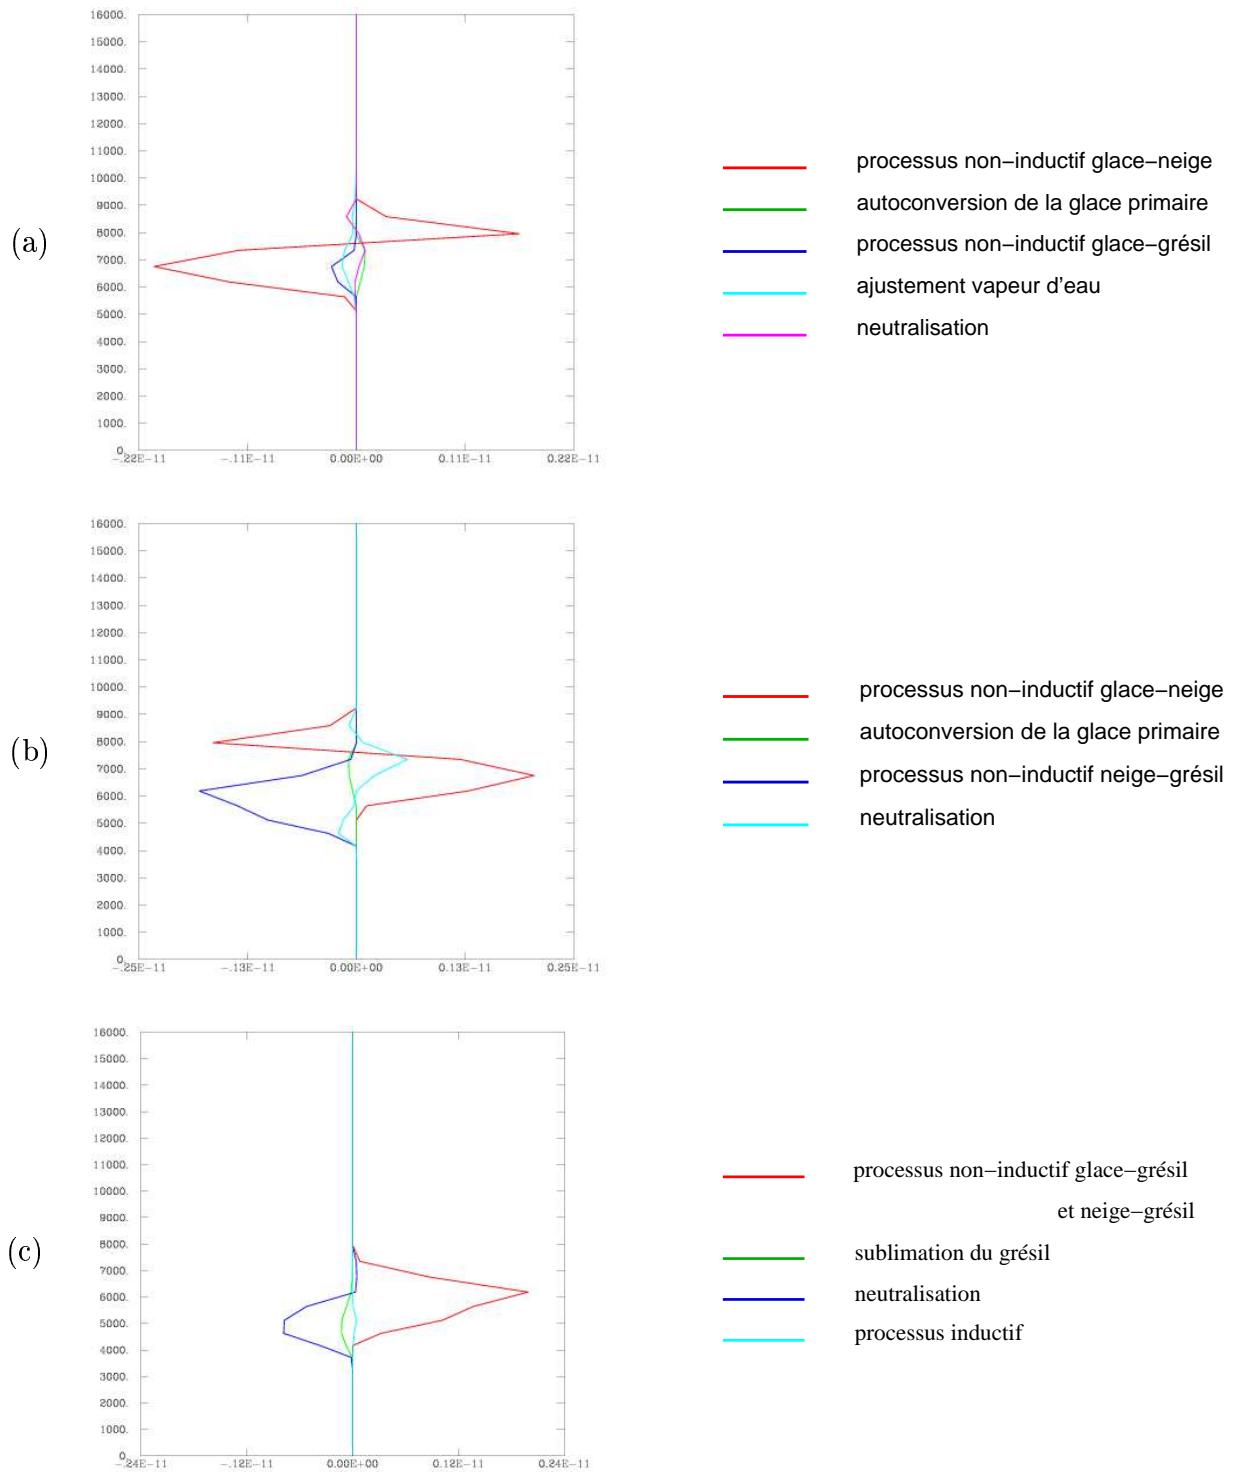 (a)
16000.
15000.
14000.
13000.
12000.
11000.
10000.
9000.
8000.
7000.
6000.
5000.
4000.
3000.
2000.
1000.
0.
-.22E-11 -.11E-11 0.00E+00 0.11E-11 0.22E-11
processus non-inductif glace-neige
autoconversion de la glace primaire
processus non-inductif glace-grésil
ajustement vapeur d'eau
neutralisation
(b)
16000.
15000.
14000.
13000.
12000.
11000.
10000.
9000.
8000.
7000.
6000.
5000.
4000.
3000.
2000.
1000.
0.
-.25E-11 -.13E-11 0.00E+00 0.13E-11 0.25E-11
processus non-inductif glace-neige
autoconversion de la glace primaire
processus non-inductif neige-grésil
neutralisation
(c)
16000.
15000.
14000.
13000.
12000.
11000.
10000.
9000.
8000.
7000.
6000.
5000.
4000.
3000.
2000.
1000.
0.
-.24E-11 -.12E-11 0.00E+00 0.12E-11 0.24E-11
processus non-inductif glace-grésil
et neige-grésil
sublimation du grésil
neutralisation
processus inductif